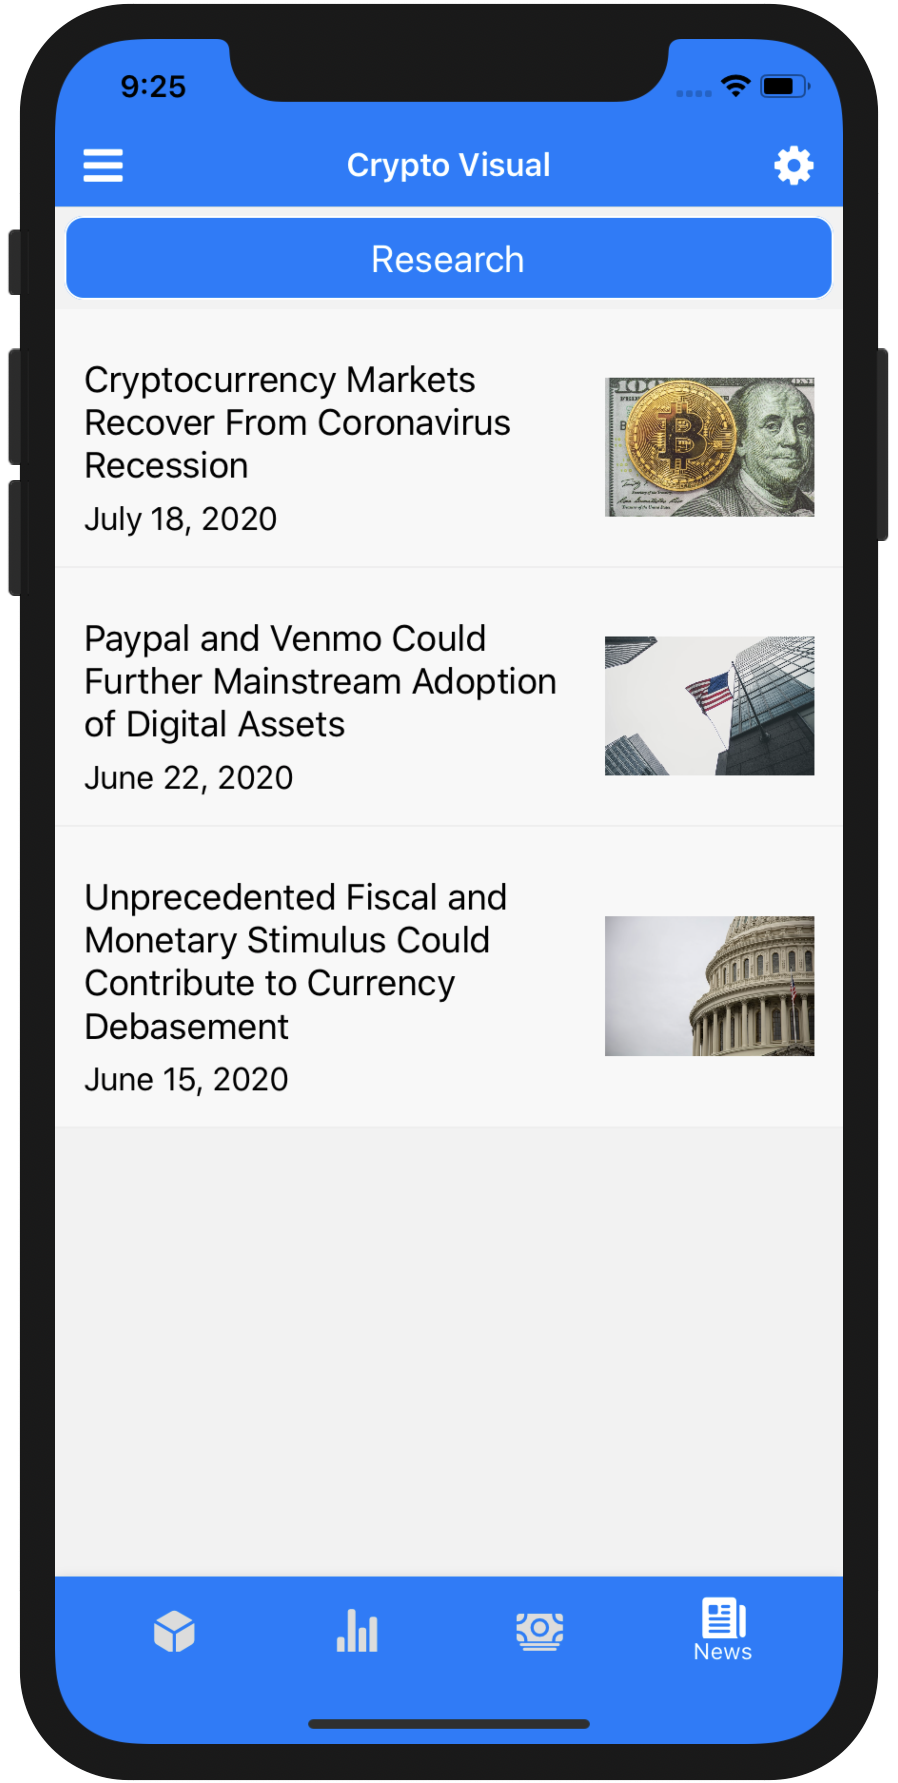 9:25
Crypto Visual
Research
Cryptocurrency Markets
Recover From Coronavirus
Recession
July 18, 2020
100
B
Paypal and Venmo Could
Further Mainstream Adoption
of Digital Assets
June 22, 2020
Unprecedented Fiscal and
Monetary Stimulus Could
Contribute to Currency
Debasement
June 15, 2020
News